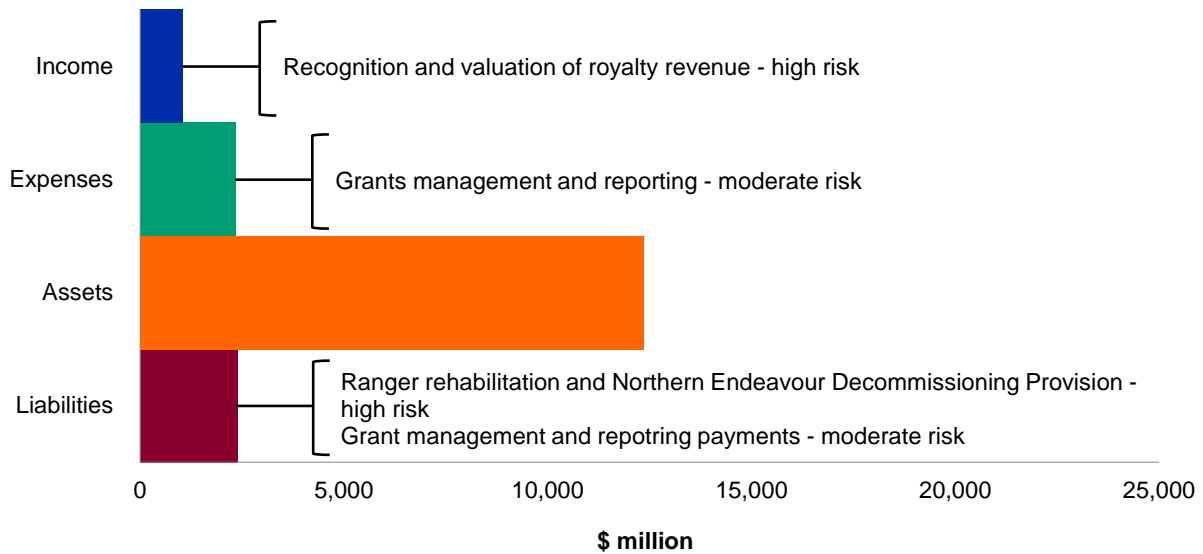 Income
Recognition and valuation of royalty revenue - high risk
Expenses
Grants management and reporting - moderate risk
Assets
Liabilities
Ranger rehabilitation and Northern Endeavour Decommissioning Provision -
high risk
Grant management and repotring payments - moderate risk
0 5,000 10,000 15,000 20,000 25,000
$ million